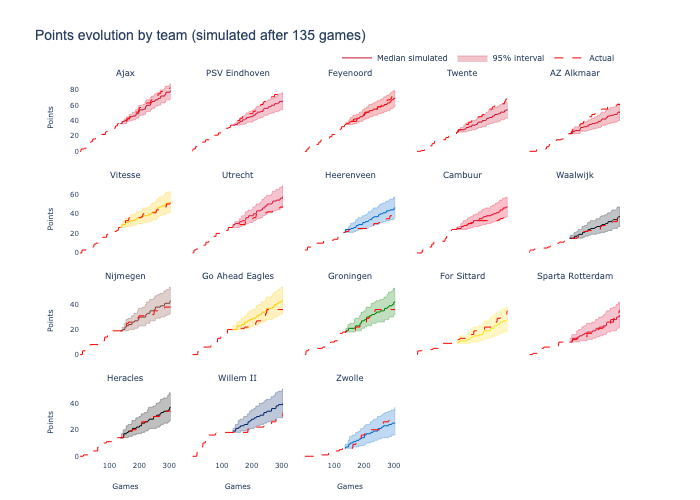 Points evolution by team (simulated after 135 games)
Median simulated 95% interval Actual
Ajax PSV Eindhoven Feyenoord Twente AZ Alkmaar
Points
80
60
40
20
0
Vitesse Utrecht Heerenveen Cambuur Waalwijk
Points
60
40
20
0
Nijmegen Go Ahead Eagles Groningen For Sittard Sparta Rotterdam
Points
40
20
0
Heracles Willem II Zwolle
Points
40
20
0
100 200 300 100 200 300 100 200 300
Games Games Games